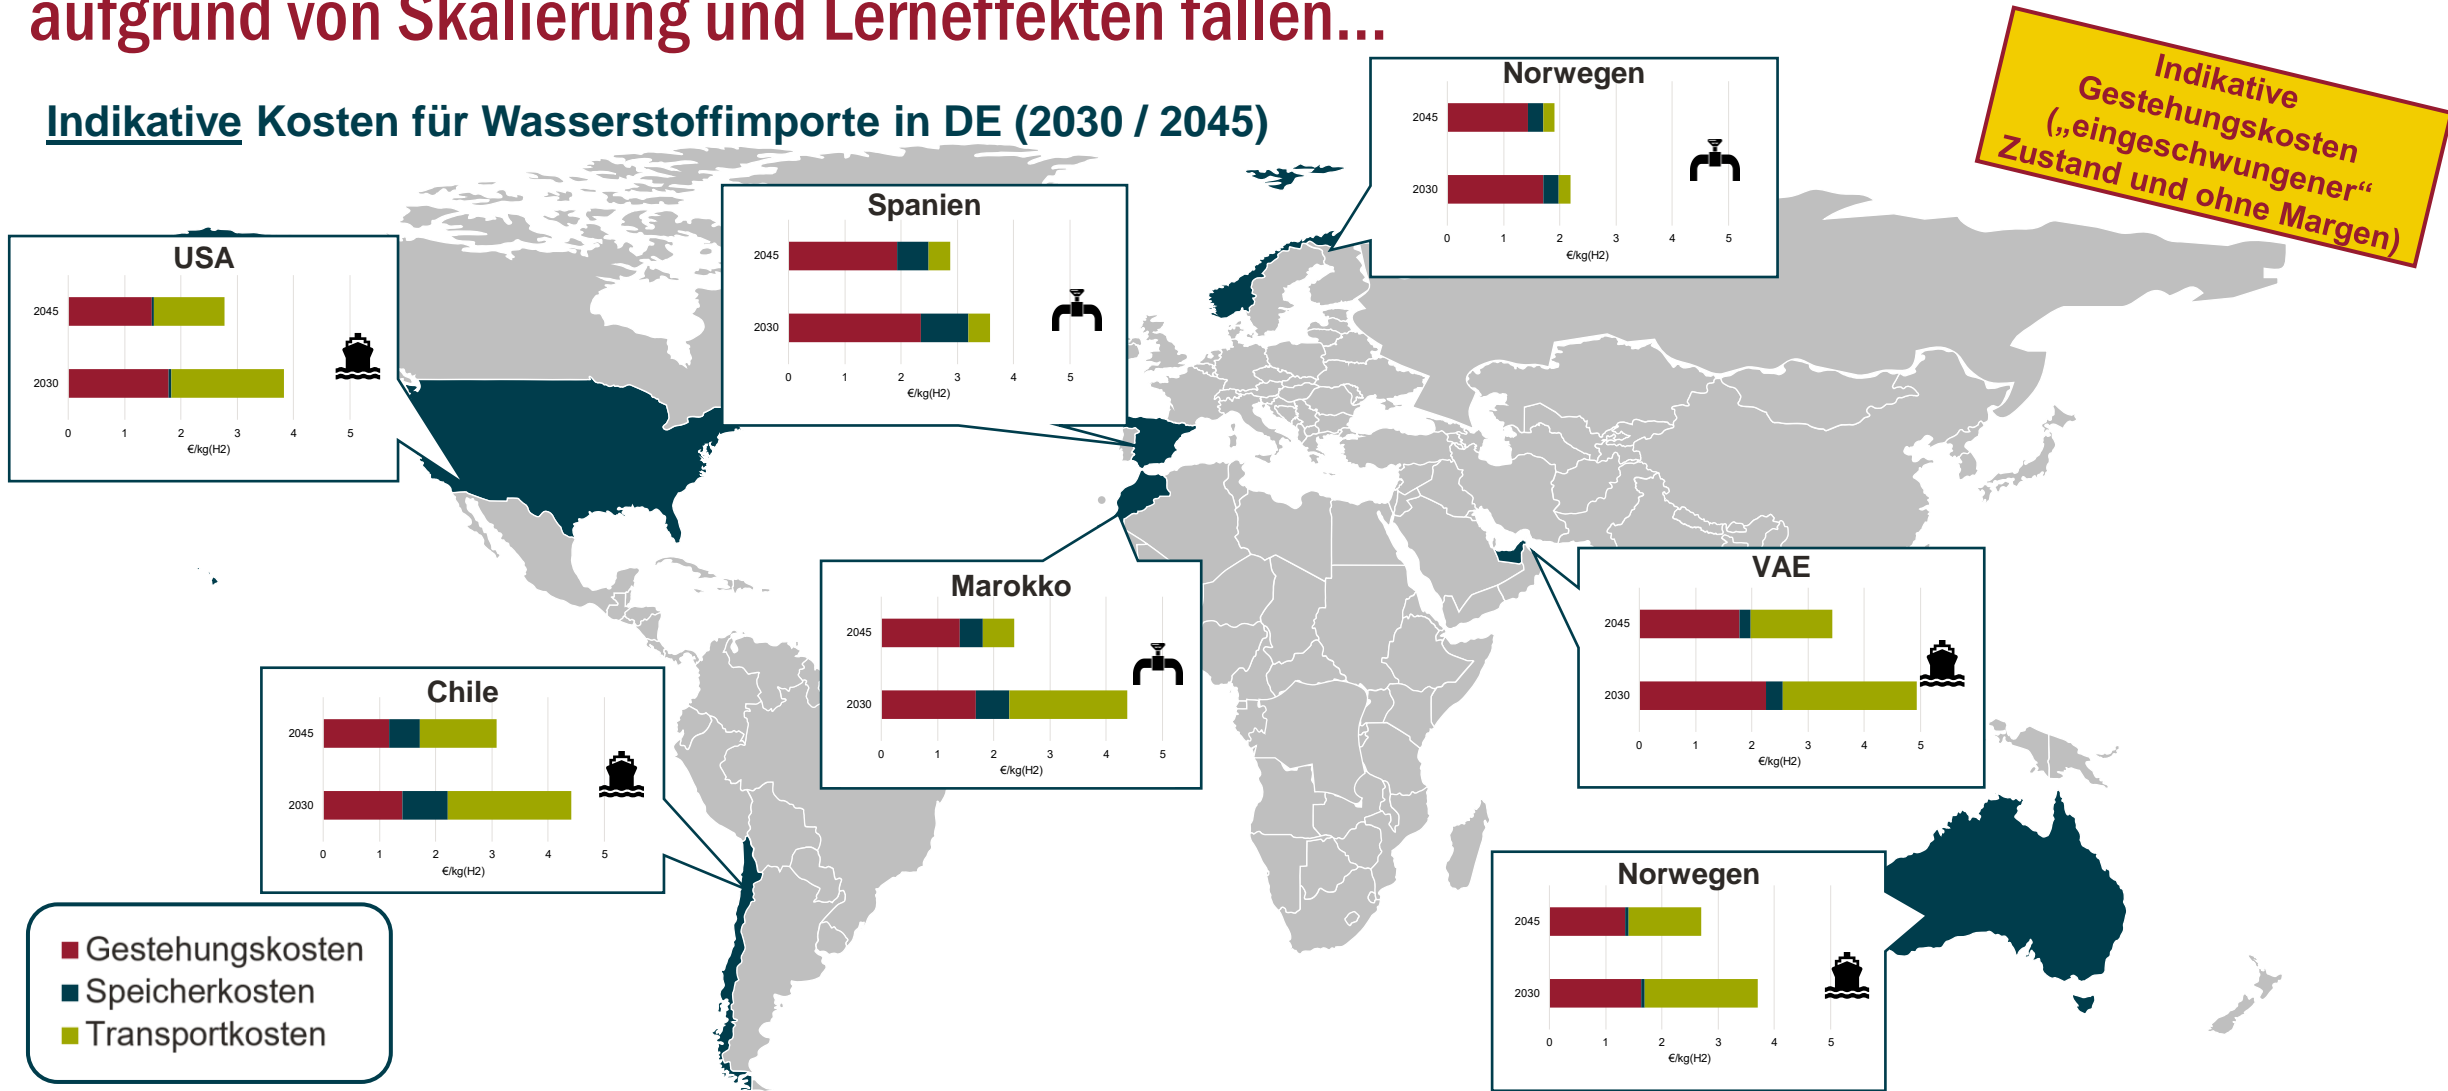 aufgrund von Skalierung und Lerneffekten fallen...
Indikative Kosten für Wasserstoffimporte in DE (2030 / 2045)
Indikative
Gestehungskosten
(„eingeschwungener“
Zustand und ohne Margen)
Norwegen
2045
2030
0 1 2 3 4 5
€/kg(H2)
Spanien
2045
2030
0 1 2 3 4 5
€/kg(H2)
USA
2045
2030
0 1 2 3 4 5
€/kg(H2)
Marokko
2045
2030
0 1 2 3 4 5
€/kg(H2)
VAE
2045
2030
0 1 2 3 4 5
€/kg(H2)
Chile
2045
2030
0 1 2 3 4 5
€/kg(H2)
Norwegen
2045
2030
0 1 2 3 4 5
€/kg(H2)
Gestehungskosten
Speicherkosten
Transportkosten